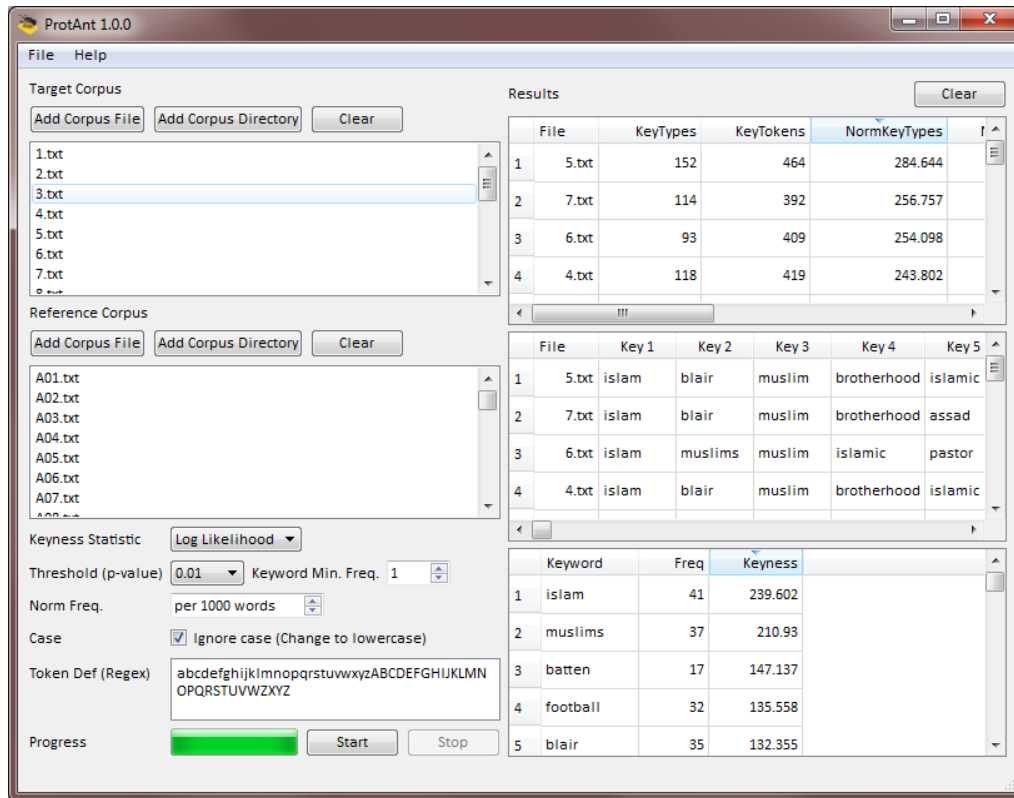 ProtAnt 1.0.0
File Help
Target Corpus
Add Corpus File Add Corpus Directory Clear
1.txt
2.txt
3.txt
4.txt
5.txt
6.txt
7.txt
Reference Corpus
Add Corpus File Add Corpus Directory Clear
A01.txt
A02.txt
A03.txt
A04.txt
A05.txt
A06.txt
A07.txt
Keyness Statistic Log Likelihood
Threshold (p-value) 0.01 Keyword Min. Freq. 1
Norm Freq. per 1000 words
Case Ignore case (Change to lowercase)
Token Def (Regex) abcdefghijklmnopqrstuvwxyzABCDEFGHIJKLMN
OPQRSTUVWZXYZ
Progress Start Stop
Results Clear
File KeyTypes KeyTokens NormKeyTypes
1 5.txt 152 464 284.644
2 7.txt 114 392 256.757
3 6.txt 93 409 254.098
4 4.txt 118 419 243.802
File Key 1 Key 2 Key 3 Key 4 Key 5
1 5.txt islam blair muslim brotherhood islamic
2 7.txt islam blair muslim brotherhood assad
3 6.txt islam muslims muslim islamic pastor
4 4.txt islam blair muslim brotherhood islamic
Keyword Freq Keyness
1 islam 41 239.602
2 muslims 37 210.93
3 batten 17 147.137
4 football 32 135.558
5 blair 35 132.355